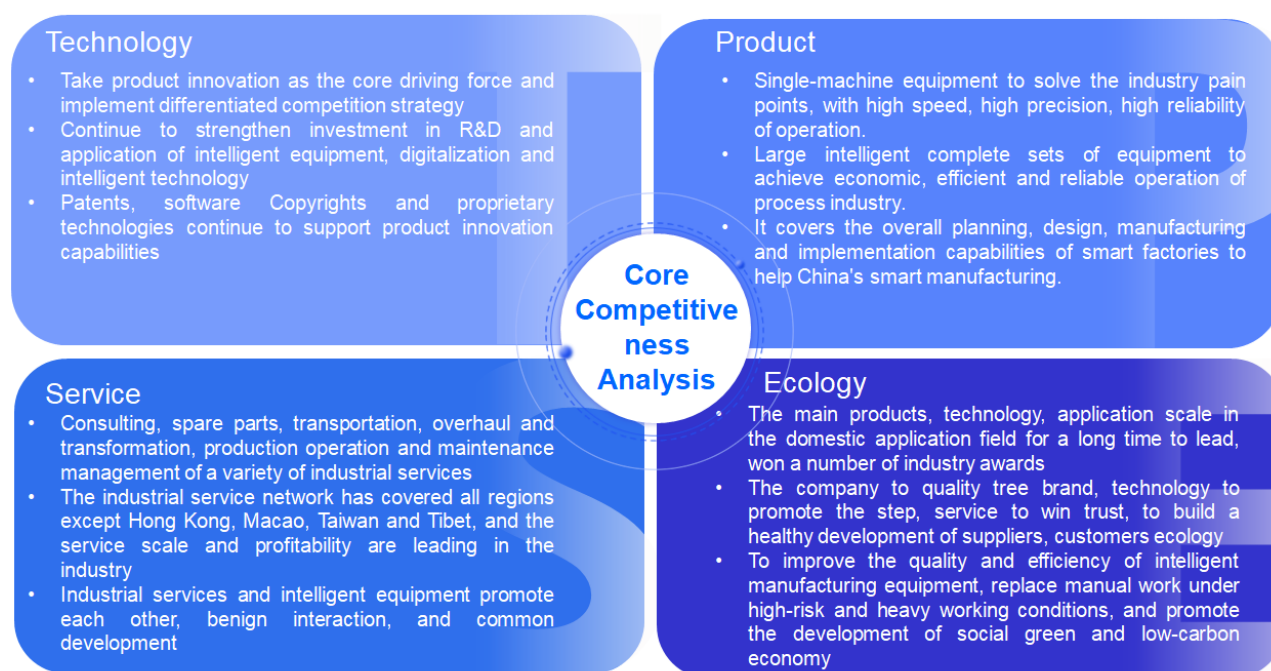 Technology
• Take product innovation as the core driving force and
implement differentiated competition strategy
• Continue to strengthen investment in R&D and
application of intelligent equipment, digitalization and
intelligent technology
• Patents, software Copyrights and proprietary
technologies continue to support product innovation
capabilities
Product
• Single-machine equipment to solve the industry pain
points, with high speed, high precision, high reliability
of operation.
• Large intelligent complete sets of equipment to
achieve economic, efficient and reliable operation of
process industry.
• It covers the overall planning, design, manufacturing
and implementation capabilities of smart factories to
help China's smart manufacturing.
Core
Competitive
ness
Analysis
Service
• Consulting, spare parts, transportation, overhaul and
transformation, production operation and maintenance
management of a variety of industrial services
• The industrial service network has covered all regions
except Hong Kong, Macao, Taiwan and Tibet, and the
service scale and profitability are leading in the
industry
• Industrial services and intelligent equipment promote
each other, benign interaction, and common
development
Ecology
• The main products, technology, application scale in
the domestic application field for a long time to lead,
won a number of industry awards
• The company to quality tree brand, technology to
promote the step, service to win trust, to build a
healthy development of suppliers, customers ecology
• To improve the quality and efficiency of intelligent
manufacturing equipment, replace manual work under
high-risk and heavy working conditions, and promote
the development of social green and low-carbon
economy
T
P
S
E